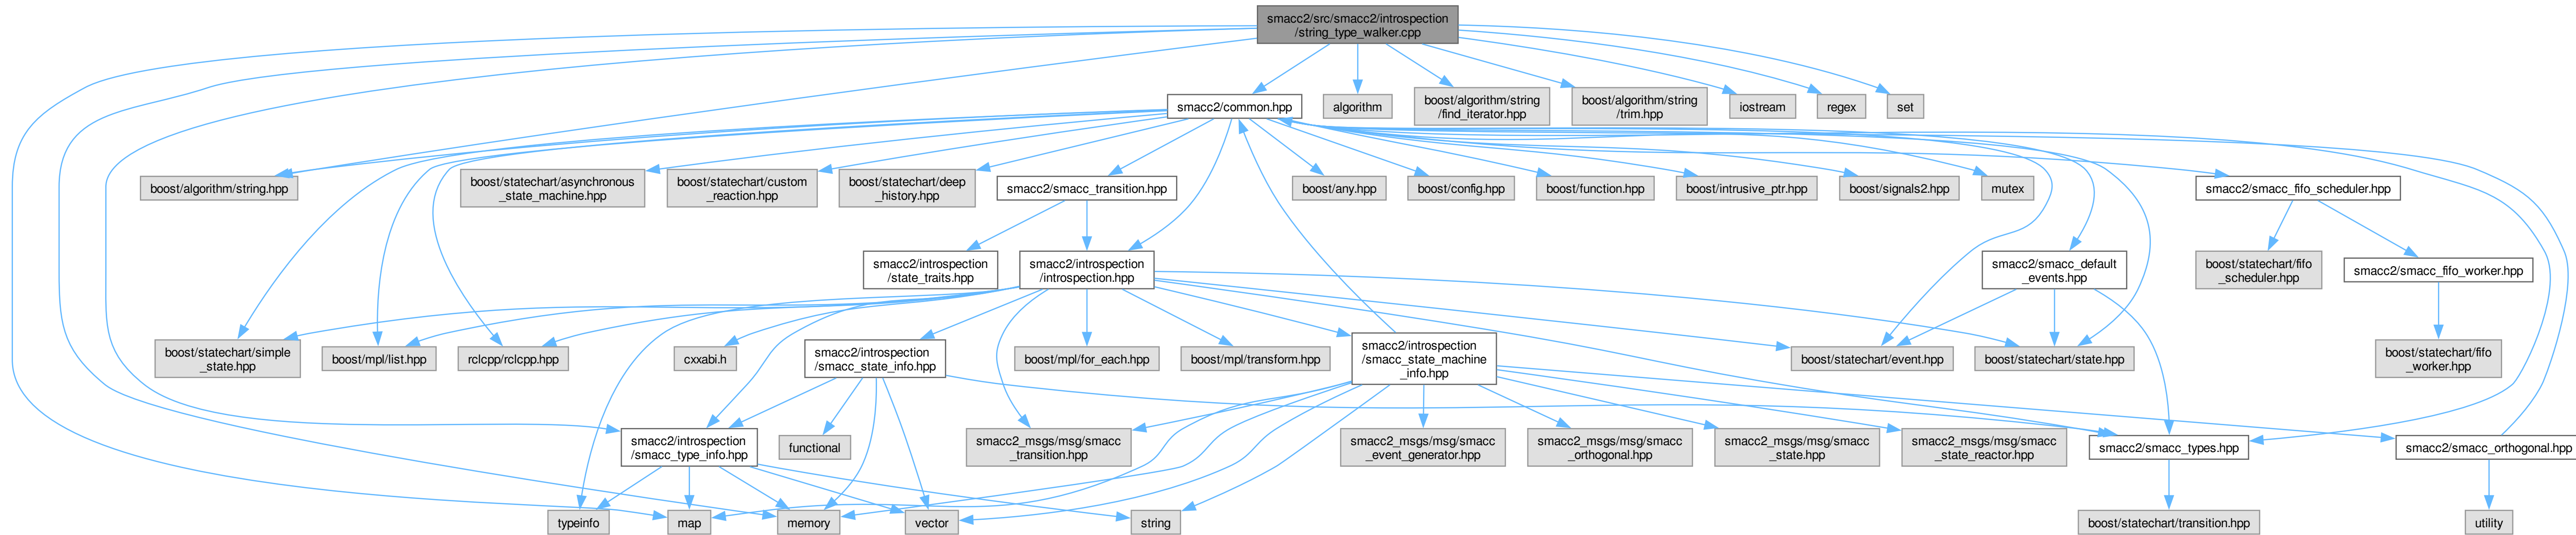 smacc2/src/smacc2/introspection
/string_type_walker.cpp
smacc2/common.hpp
algorithm
boost/algorithm/string
/find_iterator.hpp
boost/algorithm/string
/trim.hpp
iostream
regex
set
boost/algorithm/string.hpp
boost/statechart/asynchronous
_state_machine.hpp
boost/statechart/custom
_reaction.hpp
boost/statechart/deep
_history.hpp
smacc2/smacc_transition.hpp
boost/any.hpp
boost/config.hpp
boost/function.hpp
boost/intrusive_ptr.hpp
boost/signals2.hpp
mutex
smacc2/smacc_fifo_scheduler.hpp
smacc2/introspection
/state_traits.hpp
smacc2/introspection
/introspection.hpp
smacc2/smacc_default
_events.hpp
boost/statechart/fifo
_scheduler.hpp
smacc2/smacc_fifo_worker.hpp
boost/statechart/simple
_state.hpp
boost/mpl/list.hpp
rclcpp/rclcpp.hpp
cxxabi.h
smacc2/introspection
/smacc_state_info.hpp
boost/mpl/for_each.hpp
boost/mpl/transform.hpp
smacc2/introspection
/smacc_state_machine
_info.hpp
boost/statechart/event.hpp
boost/statechart/state.hpp
boost/statechart/fifo
_worker.hpp
smacc2/introspection
/smacc_type_info.hpp
functional
smacc2_msgs/msg/smacc
_transition.hpp
smacc2_msgs/msg/smacc
_event_generator.hpp
smacc2_msgs/msg/smacc
_orthogonal.hpp
smacc2_msgs/msg/smacc
_state.hpp
smacc2_msgs/msg/smacc
_state_reactor.hpp
smacc2/smacc_types.hpp
smacc2/smacc_orthogonal.hpp
typeinfo
map
memory
vector
string
boost/statechart/transition.hpp
utility